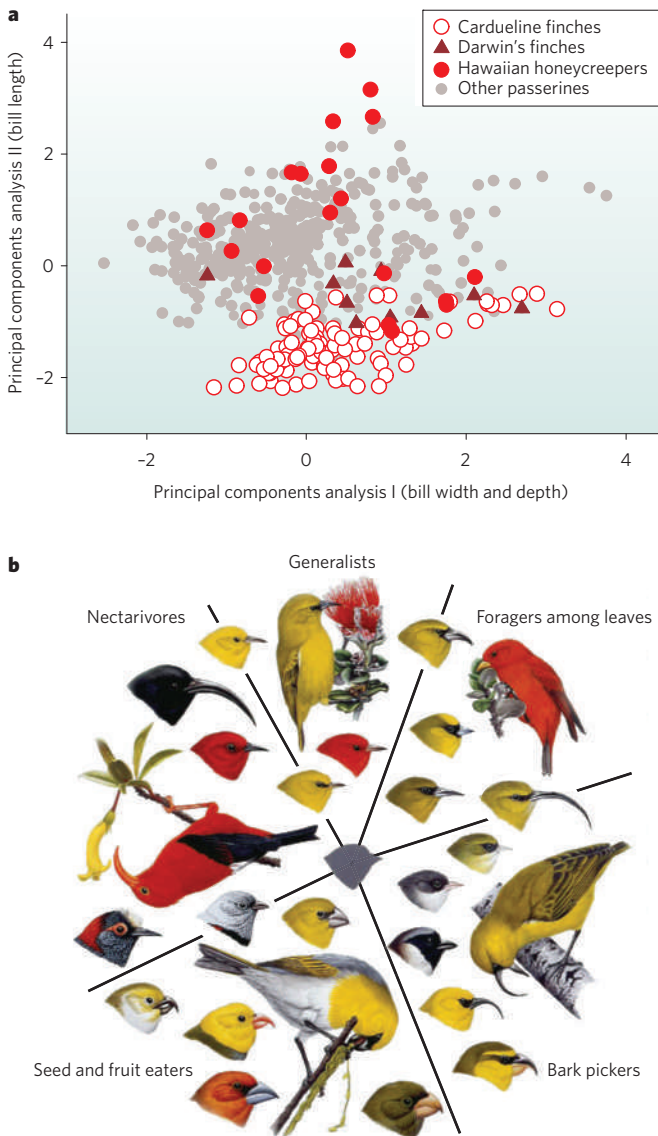 a
Cardueline finches
Darwin's finches
Hawaiian honeycreepers
Other passerines
Principal components analysis II (bill length)
4
2
0
–2
–2
0
2
4
Principal components analysis I (bill width and depth)
b
Generalists
Nectarivores
Foragers among leaves
Seed and fruit eaters
Bark pickers